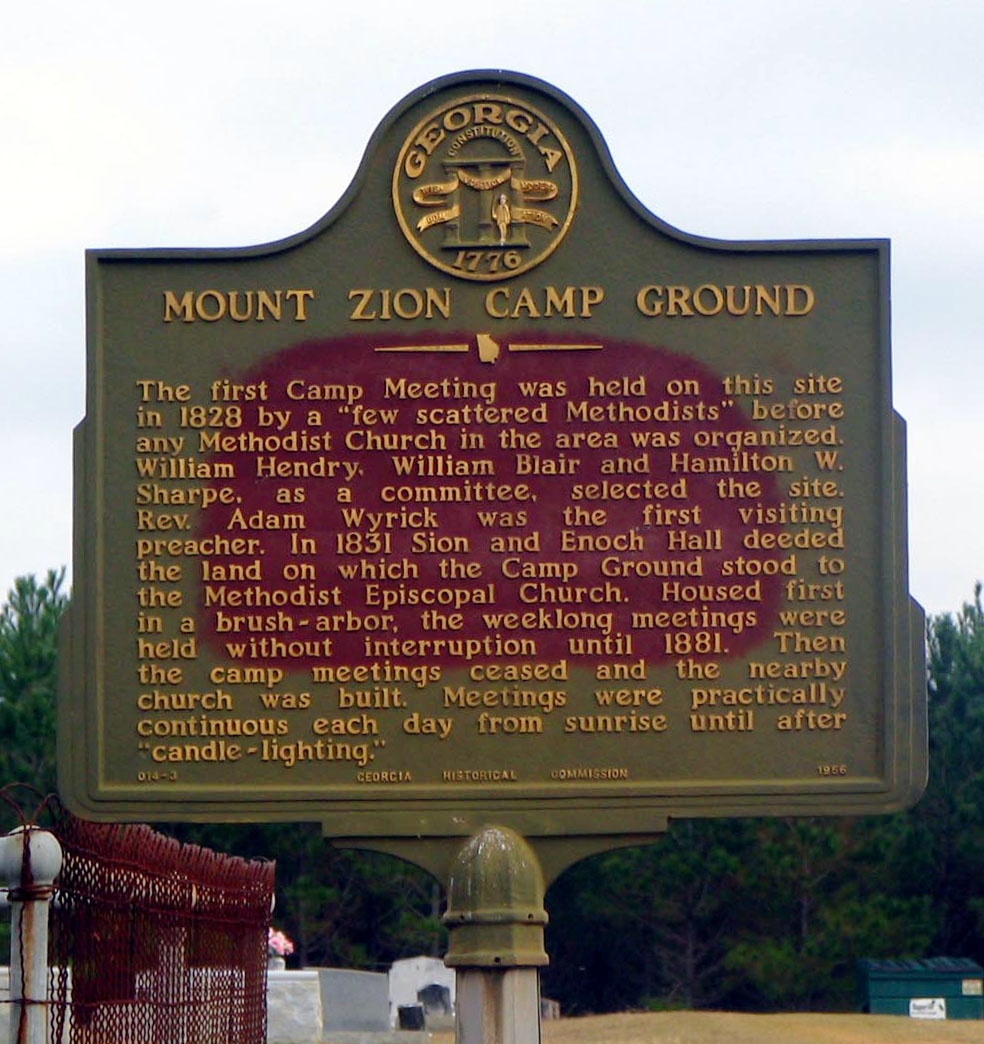 GEORGIA
CONSTITUTION
WISDOM JUSTICE MODERATION
1776
MOUNT ZION CAMP GROUND
The first Camp Meeting was held on this site
in 1828 by a "few scattered Methodists" before
any Methodist Church in the area was organized.
William Hendry, William Blair and Hamilton W.
Sharpe, as a committee, selected the site.
Rev. Adam Wyrick was the first visiting
preacher. In 1831 Sion and Enoch Hall deeded
the land on which the Camp Ground stood to
the Methodist Episcopal Church. Housed first
in a brush-arbor, the weeklong meetings were
held without interruption until 1881. Then
the camp meetings ceased and the nearby
church was built. Meetings were practically
continuous each day from sunrise until after
"candle-lighting."
014-3 GEORGIA HISTORICAL COMMISSION 1956